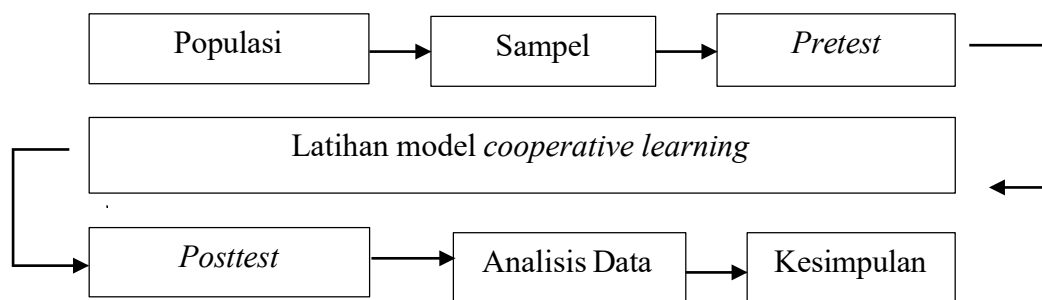 Populasi
Sampel
Pretest
Latihan model cooperative learning
Posttest
Analisis Data
Kesimpulan